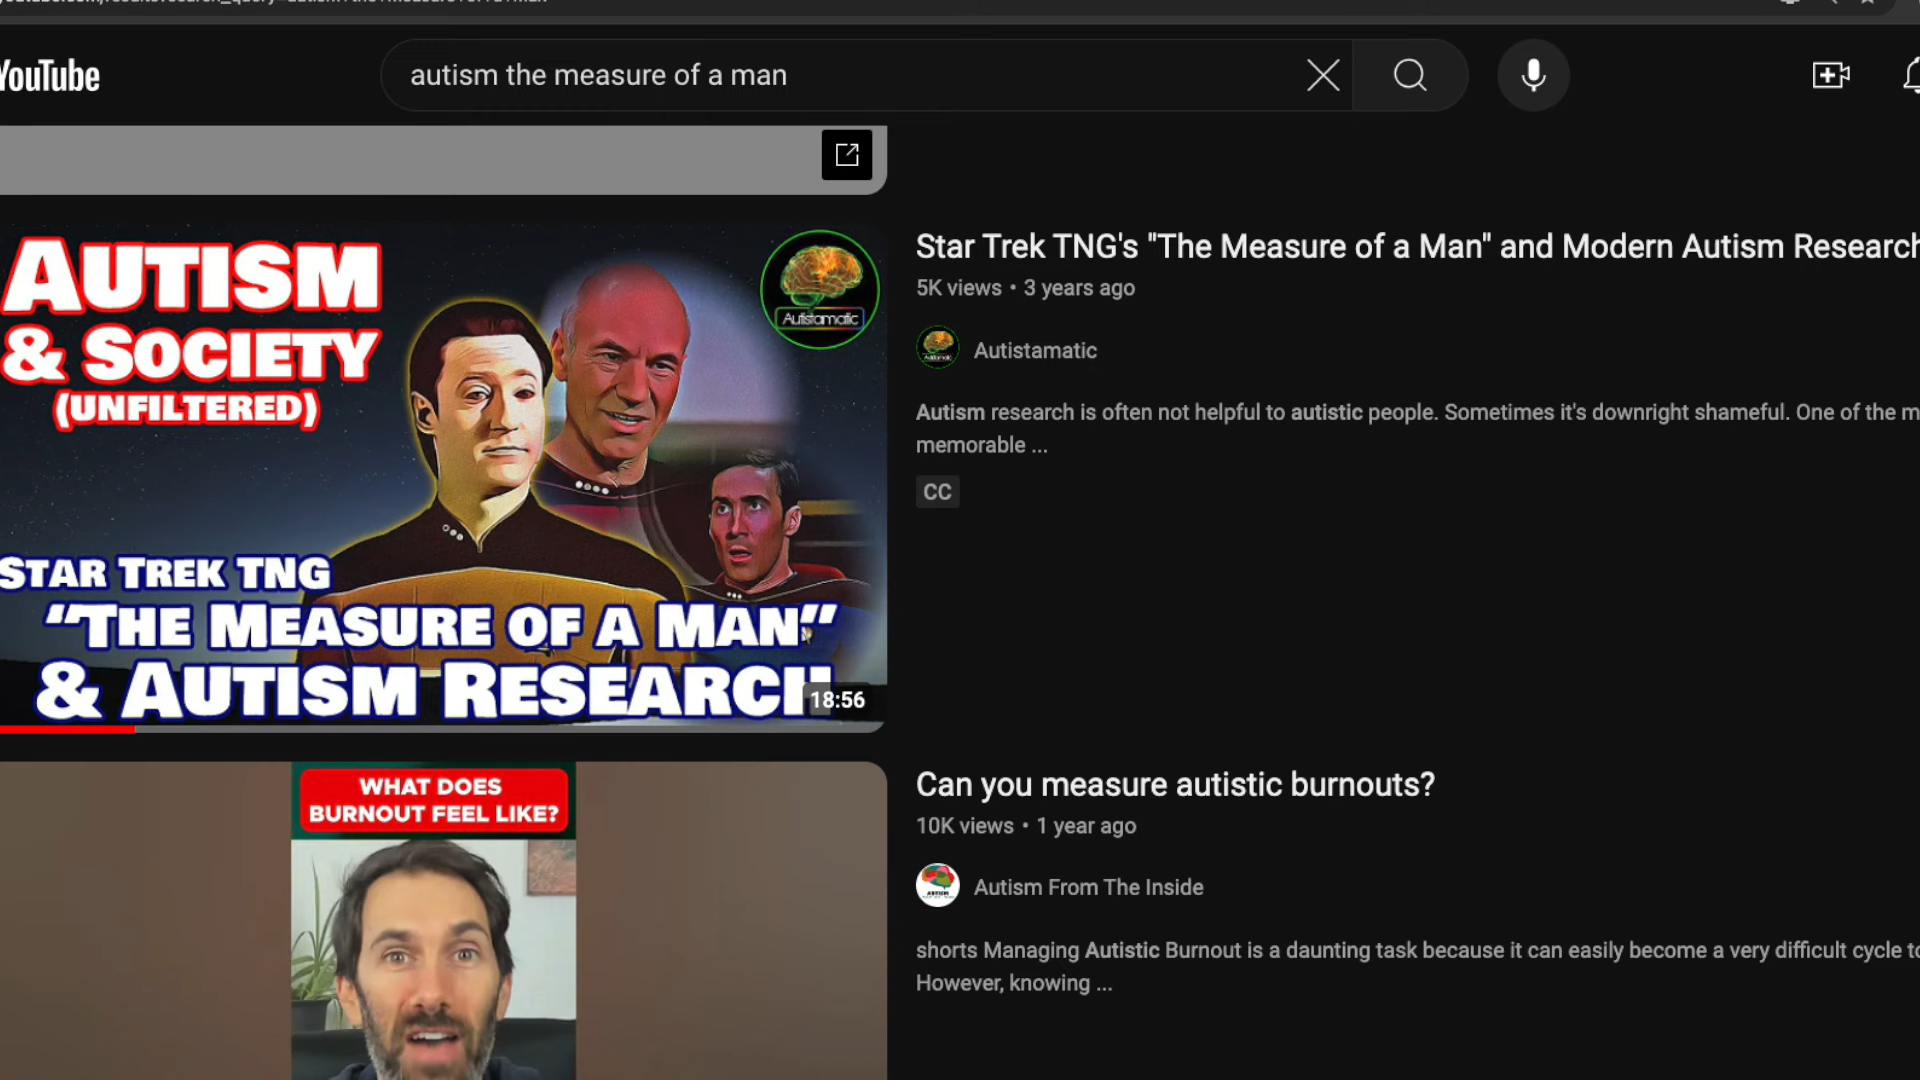 YouTube
autism the measure of a man
AUTISM
& SOCIETY
(UNFILTERED)
Autistamatic
STAR TREK TNG
"THE MEASURE OF A MAN"
& AUTISM RESEARCH
18:56
Star Trek TNG's "The Measure of a Man" and Modern Autism Research
5K views • 3 years ago
Autistamatic
Autism research is often not helpful to autistic people. Sometimes it's downright shameful. One of the m
memorable ...
CC
WHAT DOES
BURNOUT FEEL LIKE?
Can you measure autistic burnouts?
10K views • 1 year ago
AUTISM
Autism From The Inside
shorts Managing Autistic Burnout is a daunting task because it can easily become a very difficult cycle to
However, knowing ...